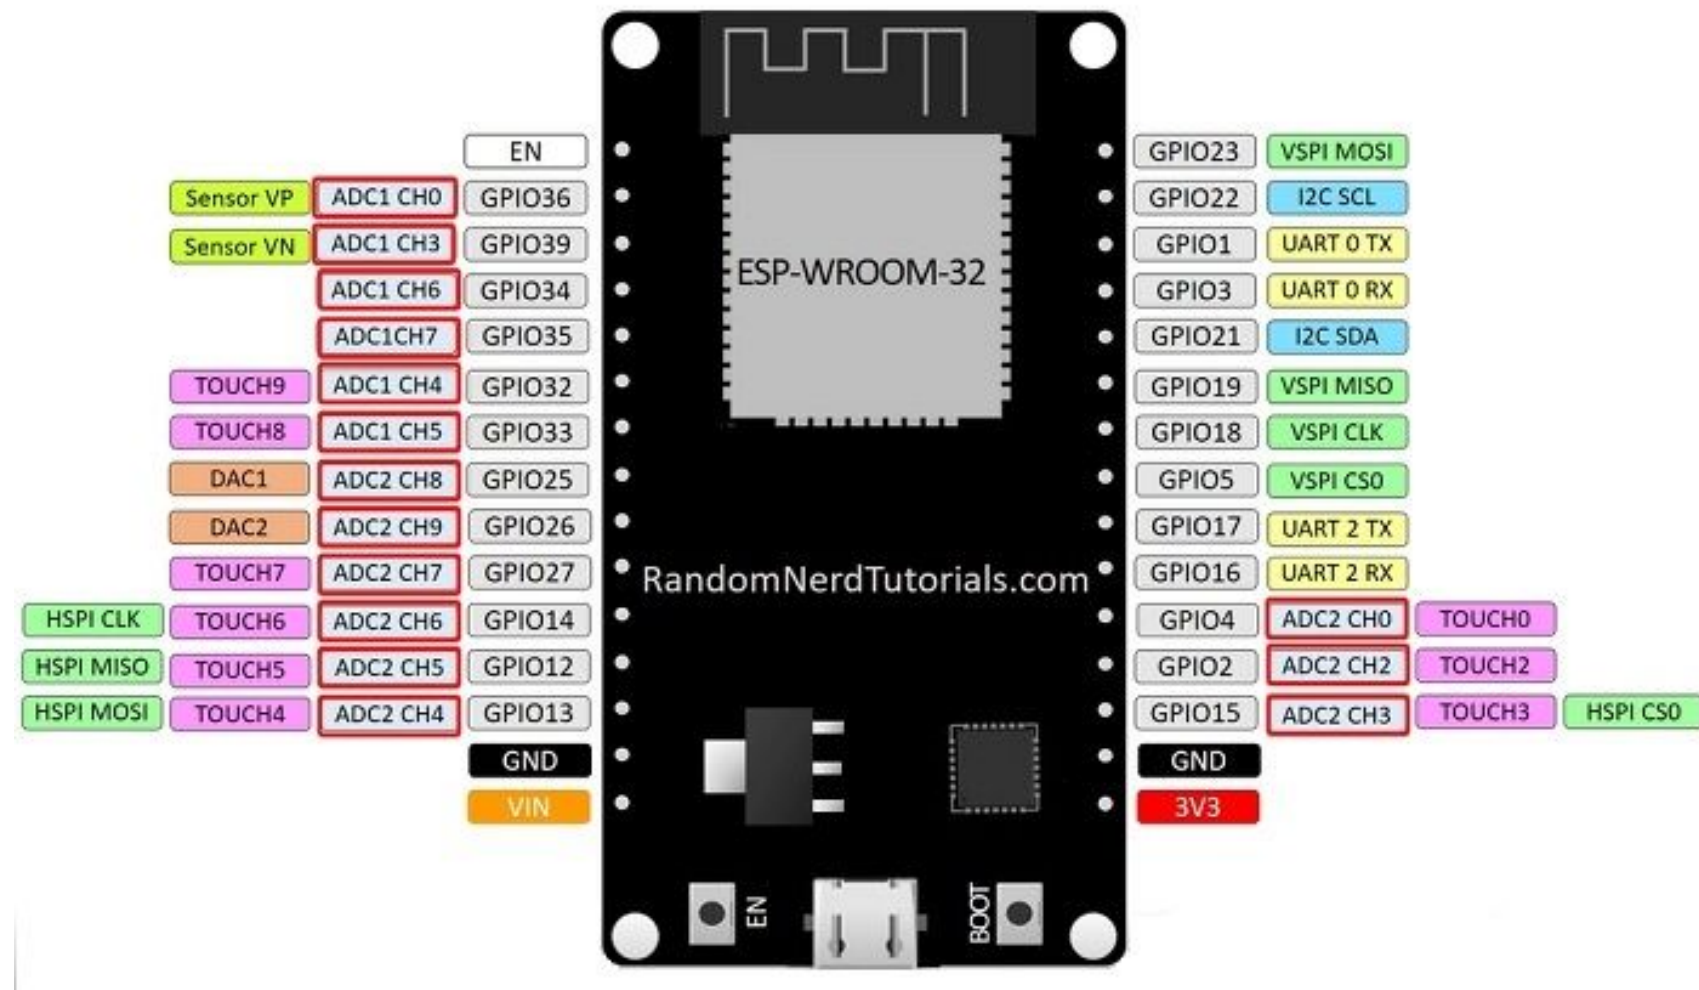 EN GPIO23 VSPI MOSI
Sensor VP ADC1 CH0 GPIO36 GPIO22 I2C SCL
Sensor VN ADC1 CH3 GPIO39 GPIO1 UART 0 TX
ADC1 CH6 GPIO34 GPIO3 UART 0 RX
ESP-WROOM-32
ADC1CH7 GPIO35 GPIO21 I2C SDA
TOUCH9 ADC1 CH4 GPIO32 GPIO19 VSPI MISO
TOUCH8 ADC1 CH5 GPIO33 GPIO18 VSPI CLK
DAC1 ADC2 CH8 GPIO25 GPIO5 VSPI CS0
DAC2 ADC2 CH9 GPIO26 GPIO17 UART 2 TX
TOUCH7 ADC2 CH7 GPIO27 RandomNerdTutorials.com GPIO16 UART 2 RX
HSPI CLK TOUCH6 ADC2 CH6 GPIO14 GPIO4 ADC2 CH0 TOUCH0
HSPI MISO TOUCH5 ADC2 CH5 GPIO12 GPIO2 ADC2 CH2 TOUCH2
HSPI MOSI TOUCH4 ADC2 CH4 GPIO13 GPIO15 ADC2 CH3 TOUCH3 HSPI CS0
GND GND
VIN 3V3
EN BOOT